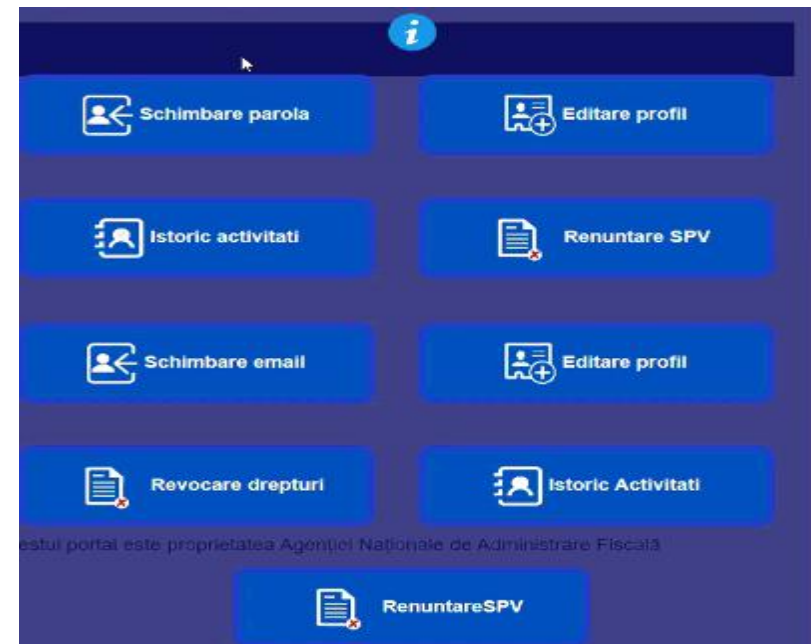 i
Schimbare parola
Editare profil
Istoric activitati
Renuntare SPV
Schimbare email
Editare profil
Revocare drepturi
Istoric Activitati
estui portal este proprietatea Agenției Naționale de Administrare Fiscală
RenuntareSPV